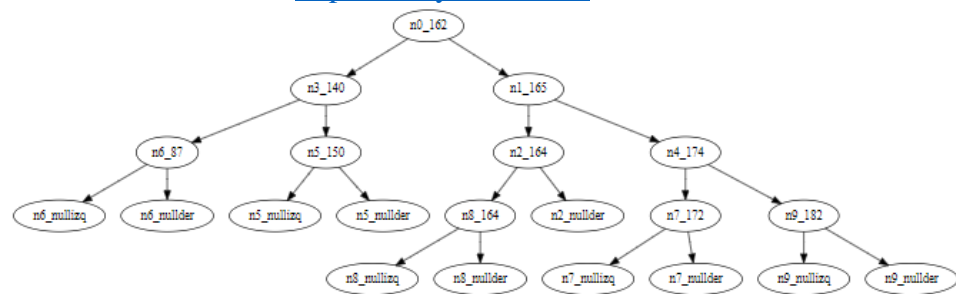 n0_162
n3_140 n1_165
n6_87 n5_150 n2_164 n4_174
n6_nullizq n6_nullder n5_nullizq n5_nullder n8_164 n2_nullder n7_172 n9_182
n8_nullizq n8_nullder n7_nullizq n7_nullder n9_nullizq n9_nullder